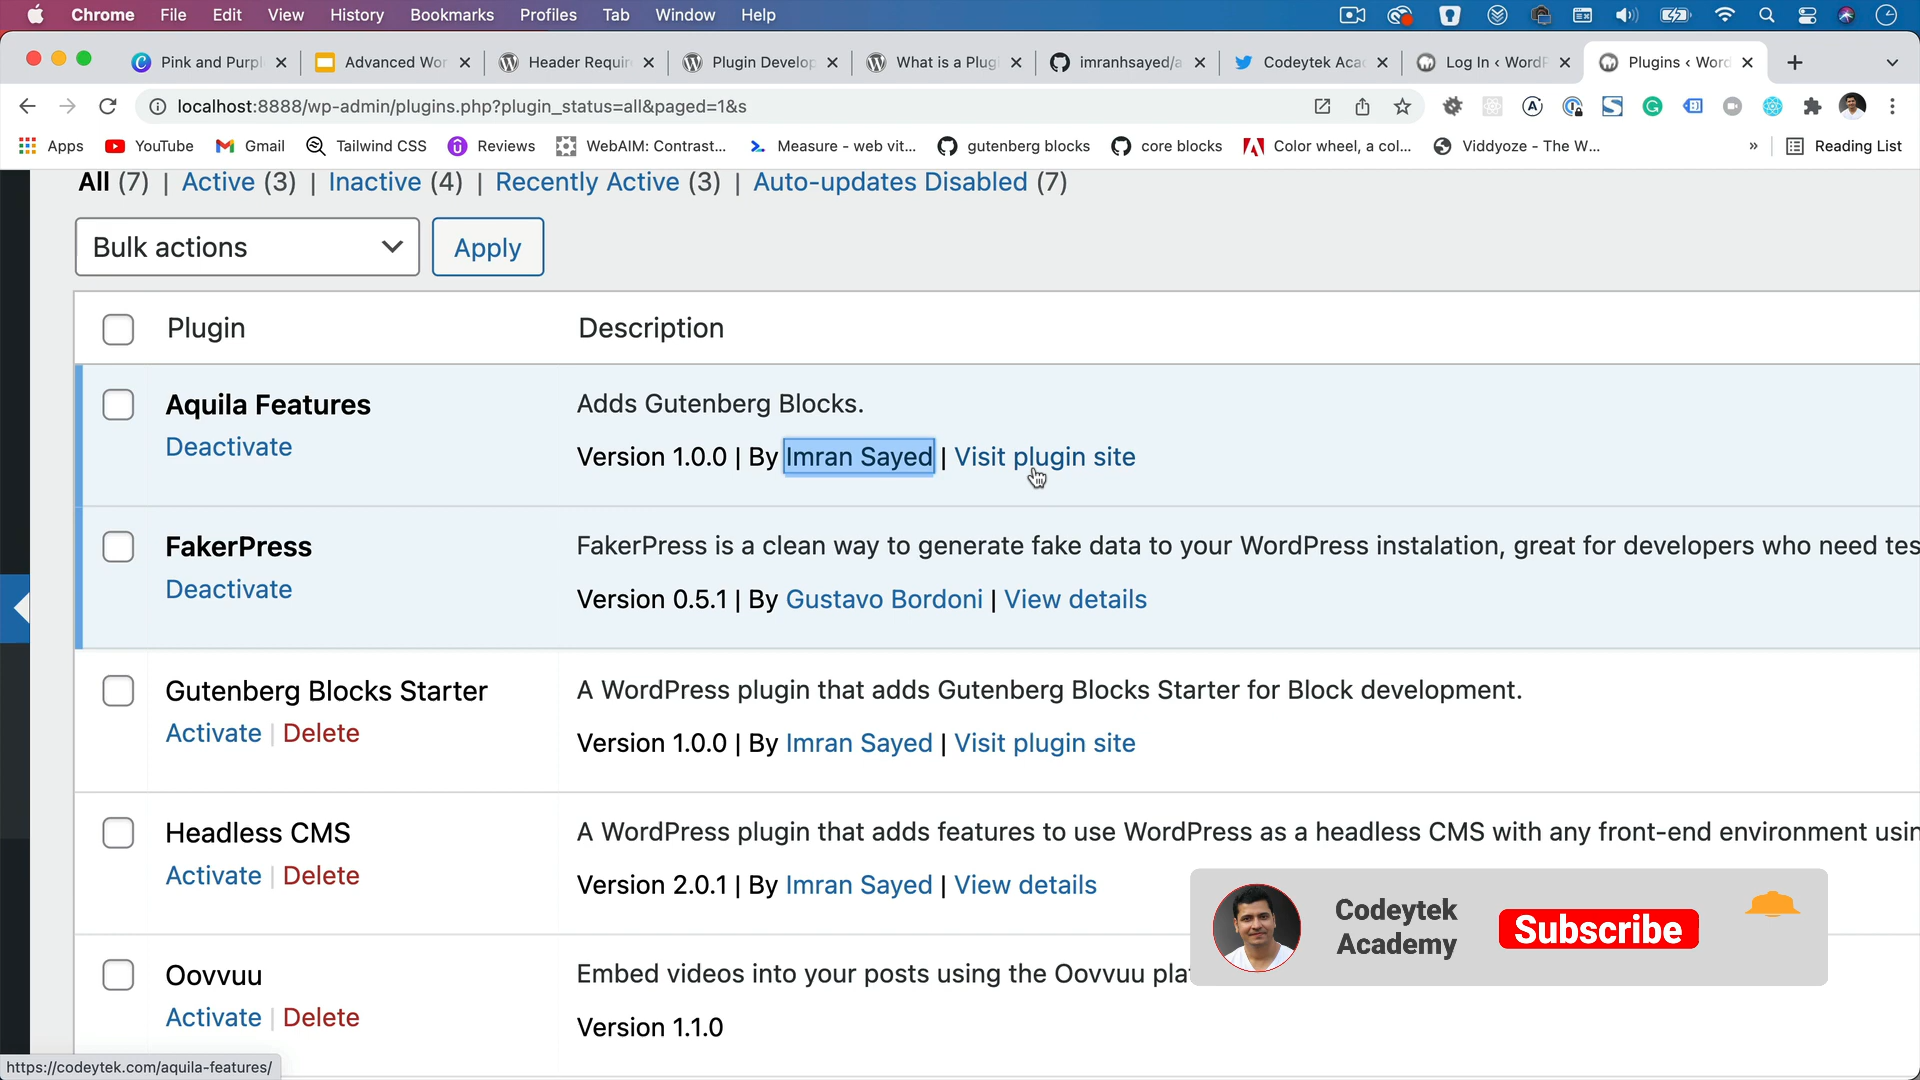 Chrome File Edit View History Bookmarks Profiles Tab Window Help
Pink and Purpl Advanced Wor Header Requir Plugin Develop What is a Plugi imranhsayed/a Codeytek Aca Log In ‹ WordP Plugins ‹ Word
localhost:8888/wp-admin/plugins.php?plugin_status=all&paged=1&s
Apps YouTube Gmail Tailwind CSS Reviews WebAIM: Contrast... Measure - web vit... gutenberg blocks core blocks Color wheel, a col... Viddyoze - The W... » Reading List
All (7) | Active (3) | Inactive (4) | Recently Active (3) | Auto-updates Disabled (7)
Bulk actions Apply
Plugin Description
Aquila Features Adds Gutenberg Blocks.
Deactivate Version 1.0.0 | By Imran Sayed | Visit plugin site
FakerPress FakerPress is a clean way to generate fake data to your WordPress instalation, great for developers who need tes
Deactivate Version 0.5.1 | By Gustavo Bordoni | View details
Gutenberg Blocks Starter A WordPress plugin that adds Gutenberg Blocks Starter for Block development.
Activate | Delete Version 1.0.0 | By Imran Sayed | Visit plugin site
Headless CMS A WordPress plugin that adds features to use WordPress as a headless CMS with any front-end environment usin
Activate | Delete Version 2.0.1 | By Imran Sayed | View details
Codeytek
Academy
Subscribe
Oovvuu Embed videos into your posts using the Oovvuu pla
Activate | Delete Version 1.1.0
https://codeytek.com/aquila-features/